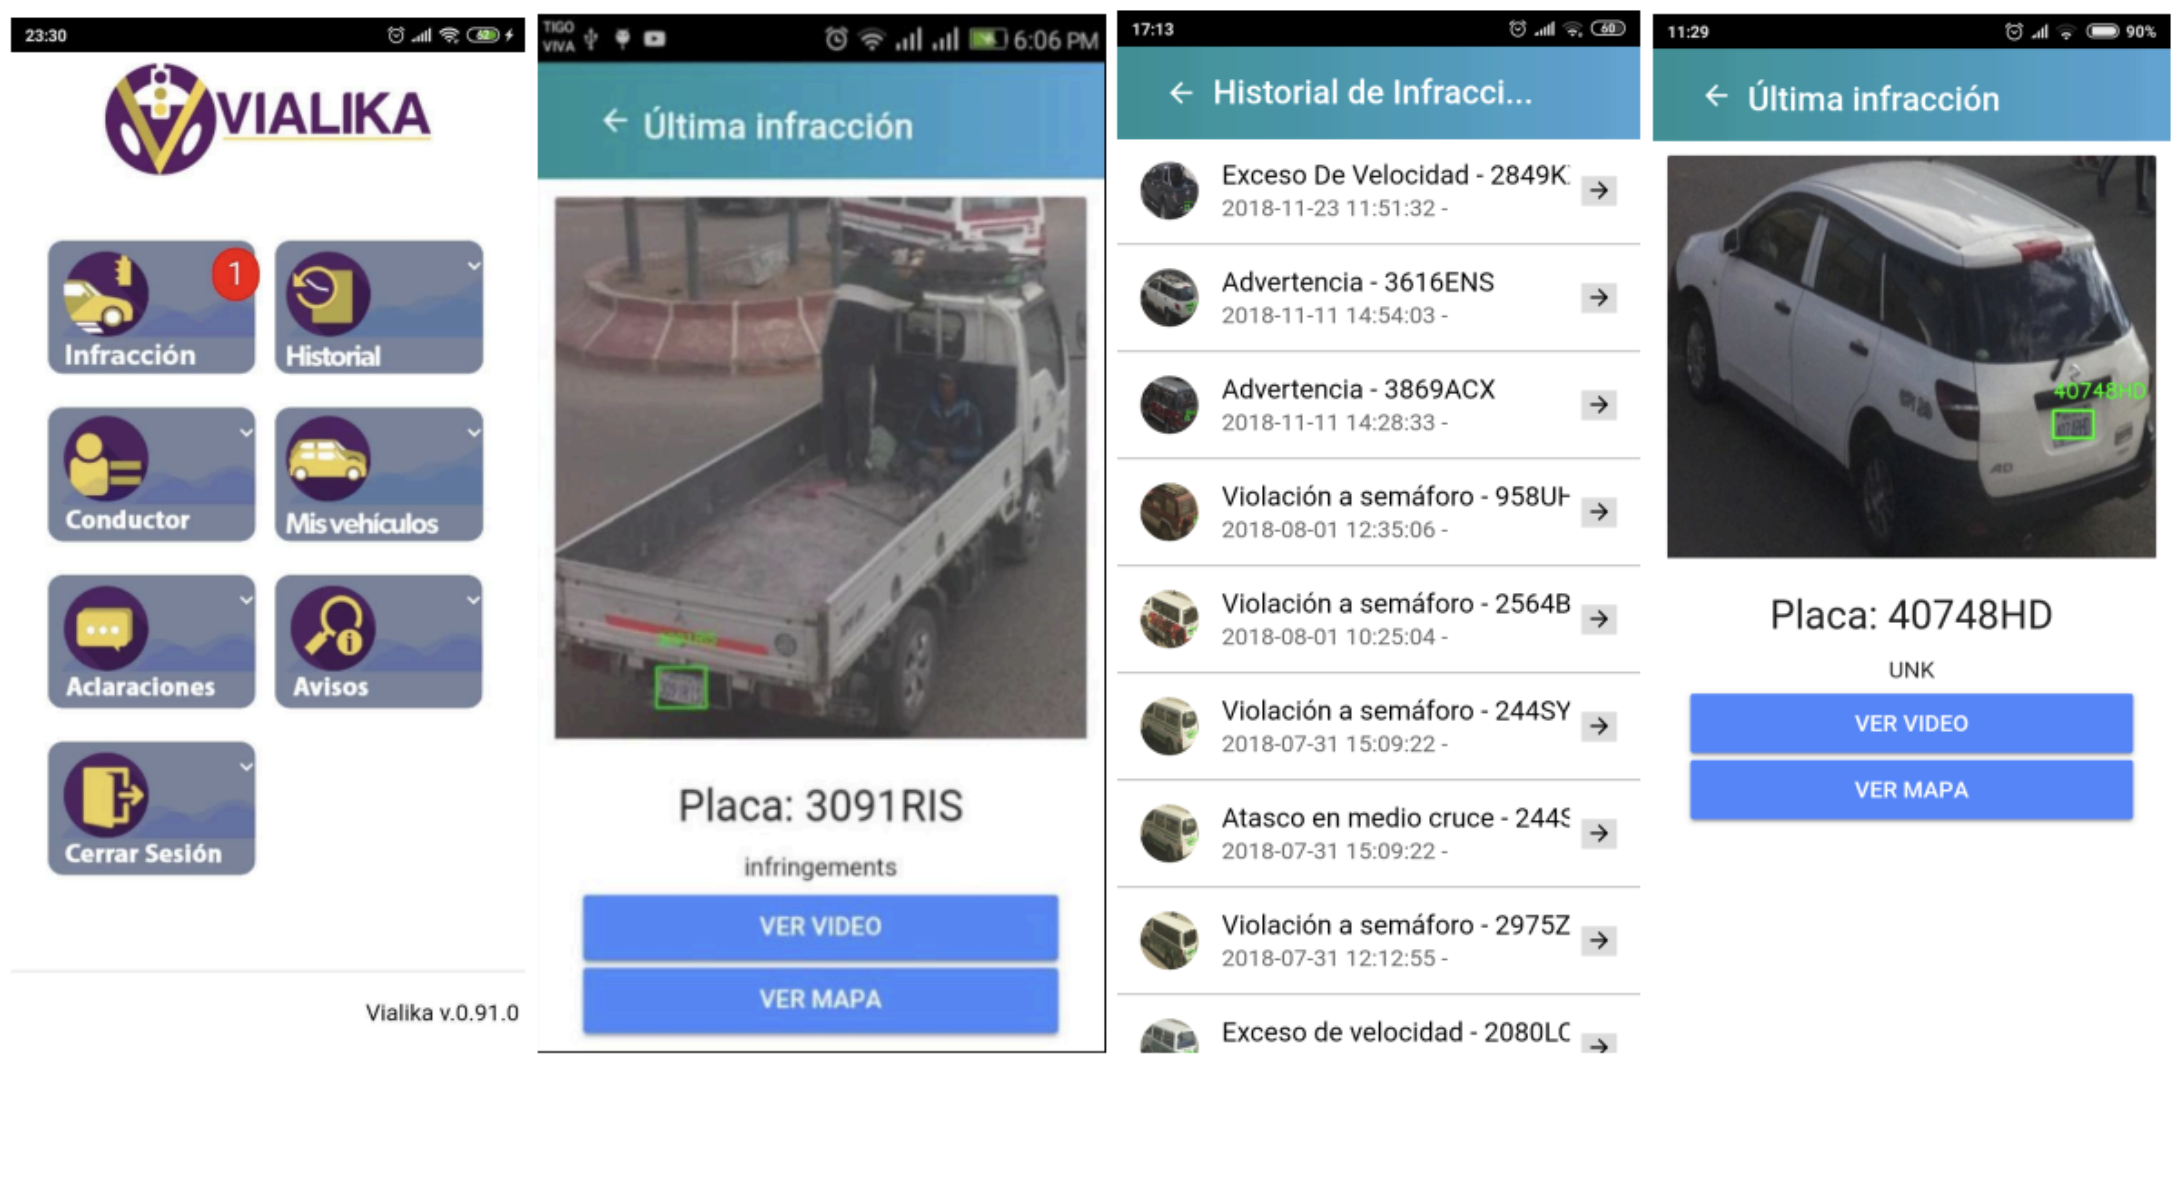 23:30
62
VIALIKA
1
Infracción
Historial
Conductor
Mis vehículos
Aclaraciones
Avisos
Cerrar Sesión
Vialika v.0.91.0
TIGO
VIVA
6:06 PM
Última infracción
Placa: 3091RIS
infringements
VER VIDEO
VER MAPA
17:13
60
Historial de Infracci...
Exceso De Velocidad - 2849K
2018-11-23 11:51:32 -
Advertencia - 3616ENS
2018-11-11 14:54:03 -
Advertencia - 3869ACX
2018-11-11 14:28:33 -
Violación a semáforo - 958UH
2018-08-01 12:35:06 -
Violación a semáforo - 2564B
2018-08-01 10:25:04 -
Violación a semáforo - 244SY
2018-07-31 15:09:22 -
Atasco en medio cruce - 244S
2018-07-31 15:09:22 -
Violación a semáforo - 2975Z
2018-07-31 12:12:55 -
Exceso de velocidad - 2080LC
11:29
90%
Última infracción
40748HD
40748HD
AD
Placa: 40748HD
UNK
VER VIDEO
VER MAPA